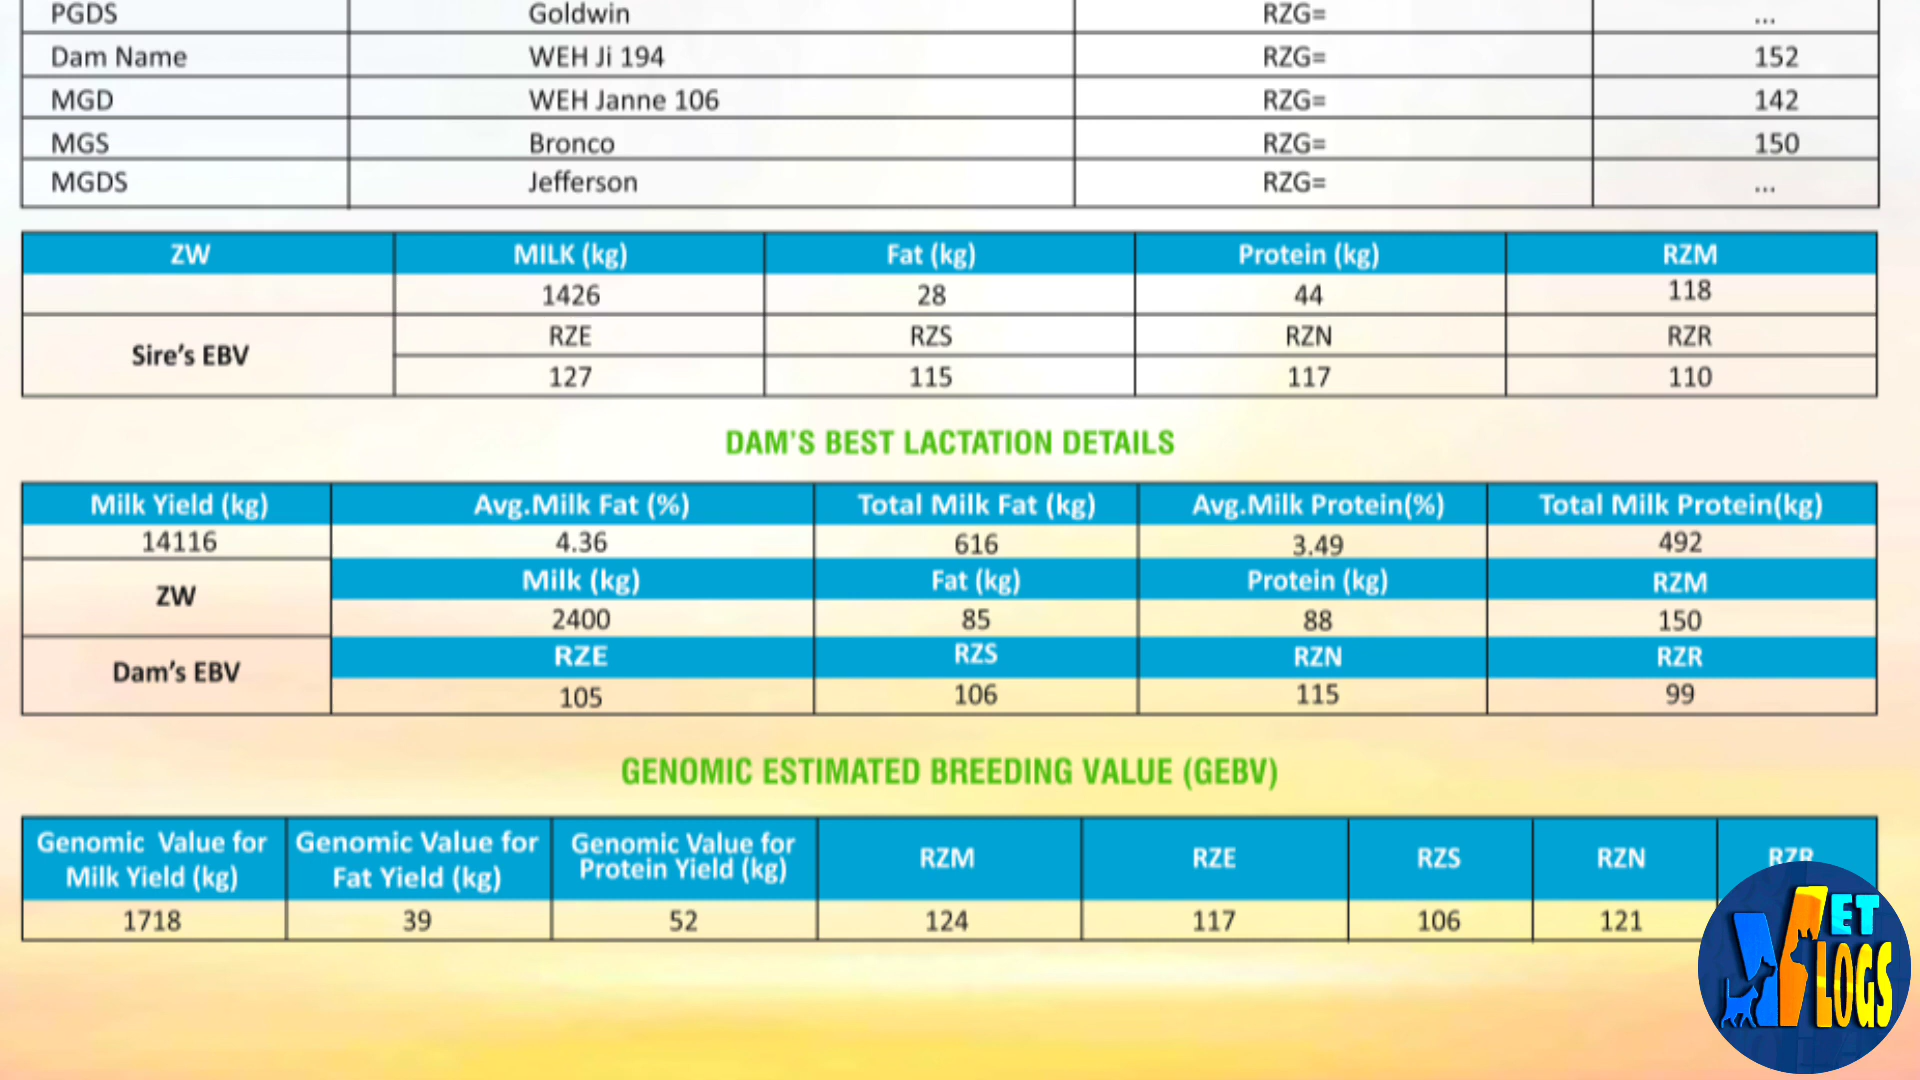 PGDS Goldwin RZG= ...
Dam Name WEH Ji 194 RZG= 152
MGD WEH Janne 106 RZG= 142
MGS Bronco RZG= 150
MGDS Jefferson RZG= ...
ZW MILK (kg) Fat (kg) Protein (kg) RZM
1426 28 44 118
Sire's EBV
RZE RZS RZN RZR
127 115 117 110
DAM'S BEST LACTATION DETAILS
Milk Yield (kg) Avg.Milk Fat (%) Total Milk Fat (kg) Avg.Milk Protein(%) Total Milk Protein(kg)
14116 4.36 616 3.49 492
ZW
Milk (kg) Fat (kg) Protein (kg) RZM
2400 85 88 150
Dam's EBV
RZE RZS RZN RZR
105 106 115 99
GENOMIC ESTIMATED BREEDING VALUE (GEBV)
Genomic Value for Milk Yield (kg) Genomic Value for Fat Yield (kg) Genomic Value for Protein Yield (kg) RZM RZE RZS RZN RZR
1718 39 52 124 117 106 121
VET
VLOGS